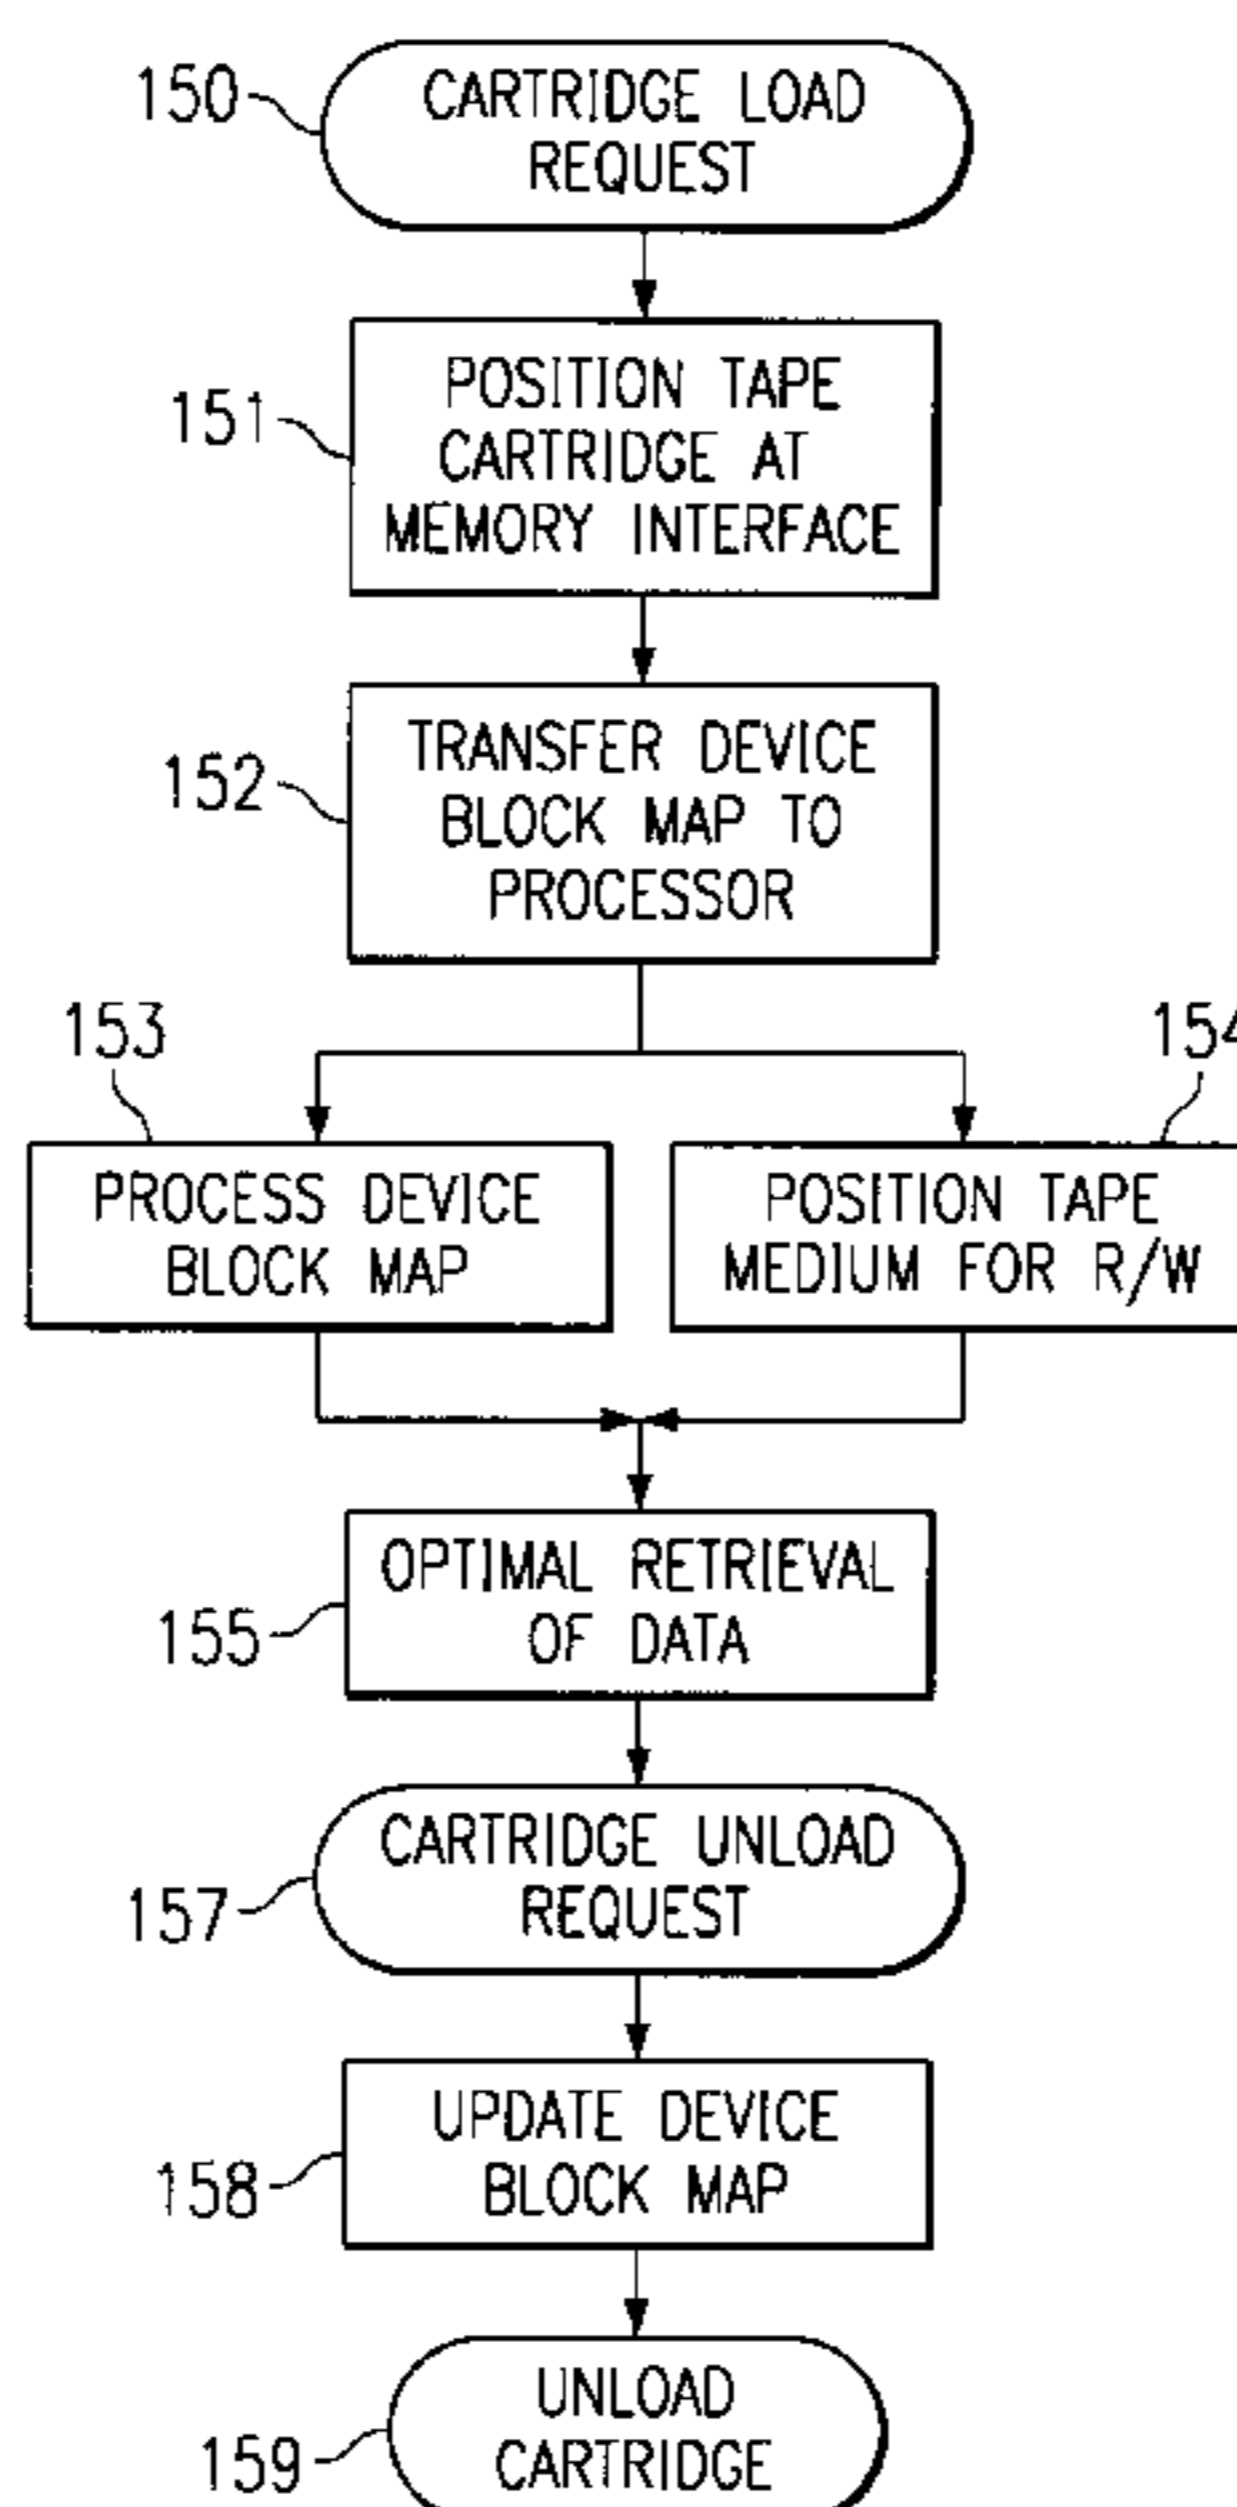 150
CARTRIDGE LOAD
REQUEST
151
POSITION TAPE
CARTRIDGE AT
MEMORY INTERFACE
152
TRANSFER DEVICE
BLOCK MAP TO
PROCESSOR
153
154
PROCESS DEVICE
BLOCK MAP
POSITION TAPE
MEDIUM FOR R/W
155
OPTIMAL RETRIEVAL
OF DATA
157
CARTRIDGE UNLOAD
REQUEST
158
UPDATE DEVICE
BLOCK MAP
159
UNLOAD
CARTRIDGE